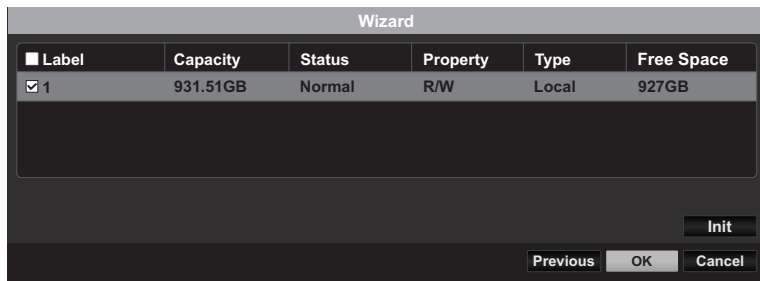 Wizard
Label Capacity Status Property Type Free Space
1 931.51GB Normal R/W Local 927GB
Init
Previous OK Cancel